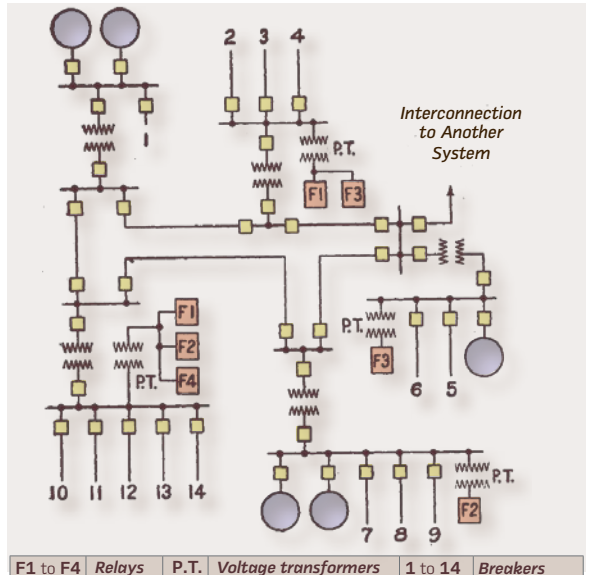 2 3 4
Interconnection
to Another
System
1
P.T.
F1 F3
F1
P.T.
F3
F2
P.T.
F4
6 5
10 11 12 13 14
P.T.
F2
7 8 9
F1 to F4 Relays P.T. Voltage transformers 1 to 14 Breakers